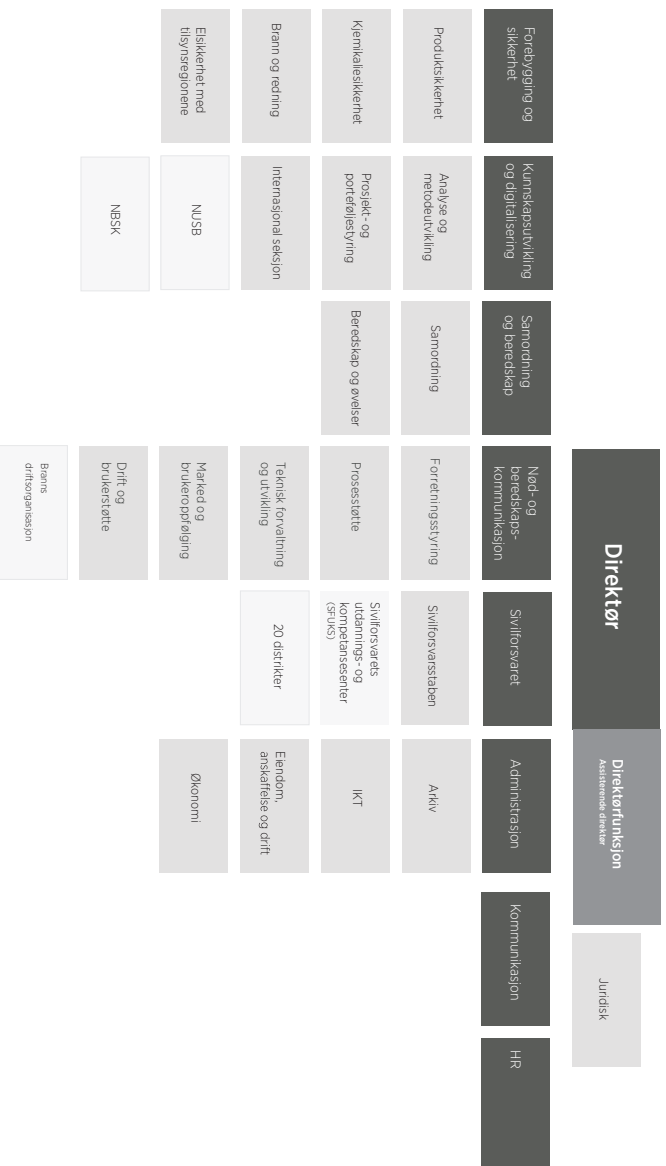 Direktør
Direktørfunksjon
Assisterende direktør
Juridisk
Forebygging og
sikkerhet
Produktsikkerhet
Kjemikaliesikkerhet
Brann og redning
Elsikkerhet med
tilsynsregionene
Kunnskapsutvikling
og digitalisering
Analyse og
metodeutvikling
Prosjekt- og
porteføljestyring
Internasjonal seksjon
NUSB
NBSK
Samordning
og beredskap
Samordning
Beredskap og øvelser
Nød- og
beredskaps-
kommunikasjon
Forretningsstyring
Prosesstøtte
Teknisk forvaltning
og utvikling
Marked og
brukeroppfølging
Drift og
brukerstøtte
Branns
driftsorganisasjon
Sivilforsvaret
Sivilforsvarsstaben
Sivilforsvarets
utdannings- og
kompetansesenter
(SFUKS)
20 distrikter
Administrasjon
Arkiv
IKT
Eiendom,
anskaffelse og drift
Økonomi
Kommunikasjon
HR